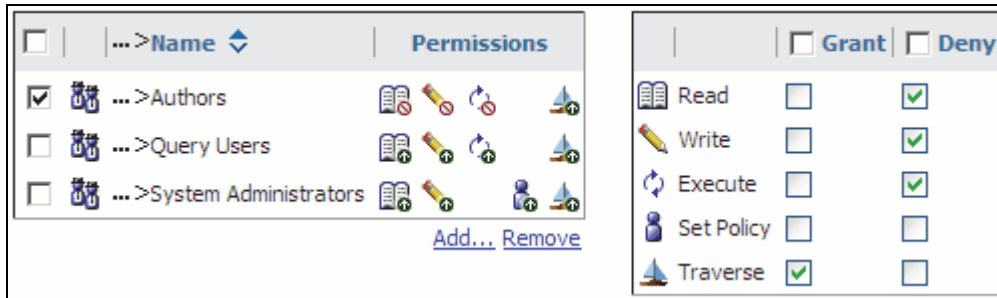 ... >Name Permissions
... >Authors
... >Query Users
... >System Administrators
Add... Remove
Grant Deny
Read
Write
Execute
Set Policy
Traverse